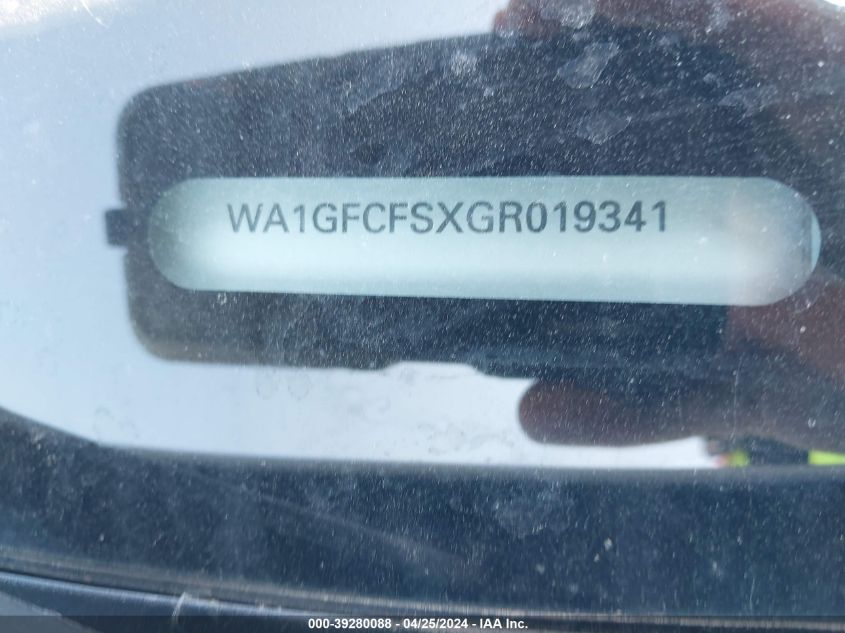 WA1GFCFSXGR019341
000-39280088 - 04/25/2024 - IAA Inc.